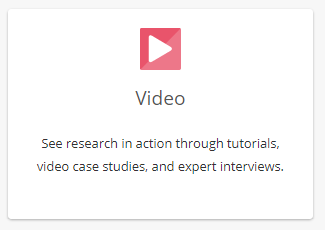 Video
See research in action through tutorials,
video case studies, and expert interviews.